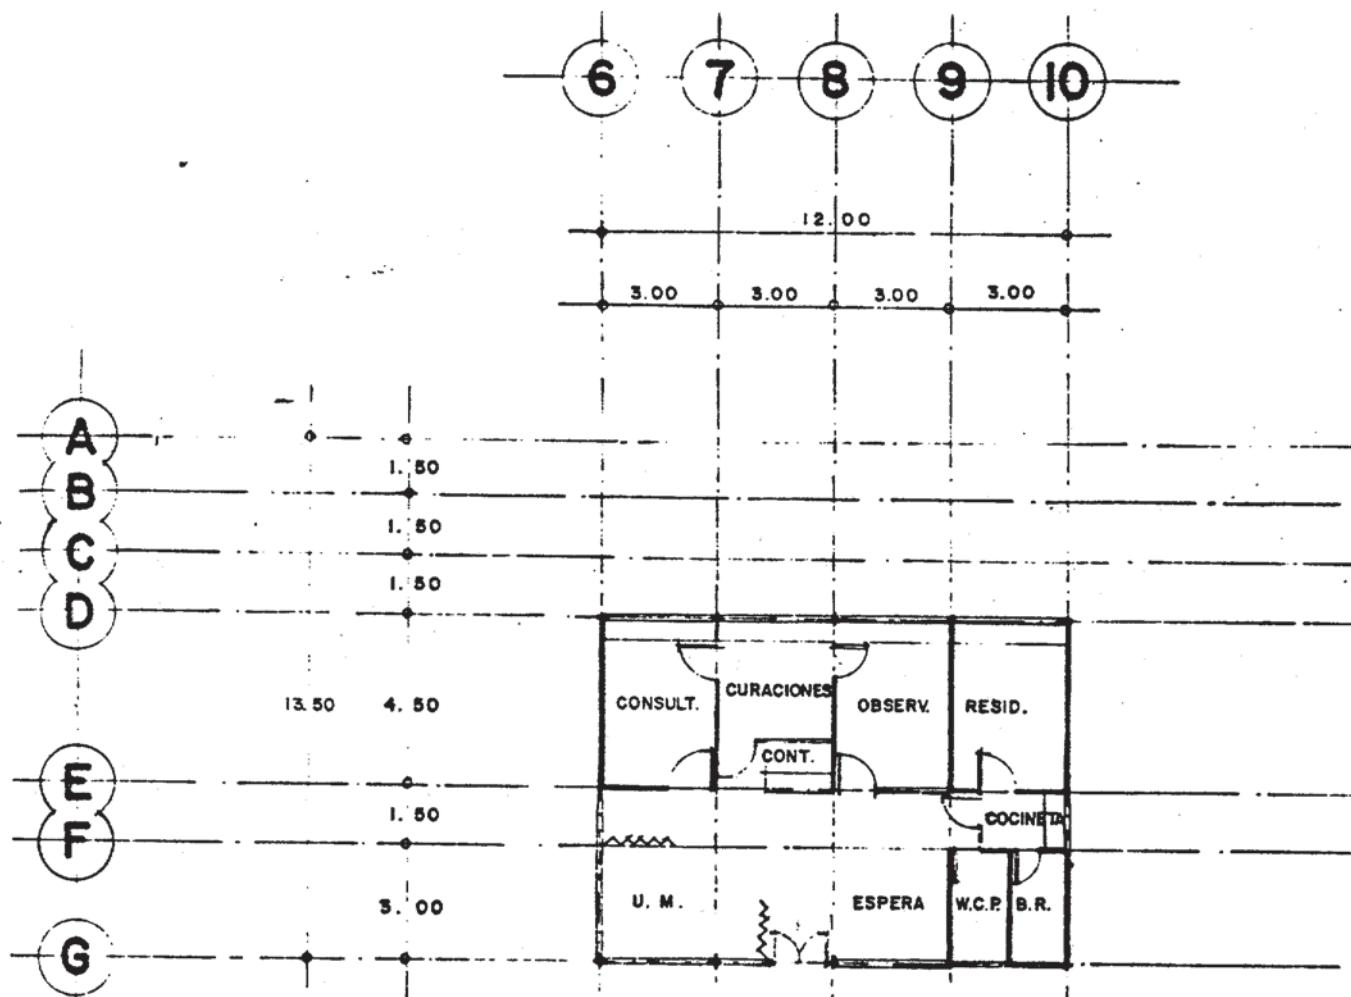 6 7 8 9 10
12.00
3.00 3.00 3.00 3.00
A
1.50
B
1.50
C
1.50
D
CURACIONES
CONSULT. OBSERV. RESID.
13.50 4.50
CONT.
E
1.50 COCINETA
F
U. M. ESPERA W.C.P. B.R.
3.00
G